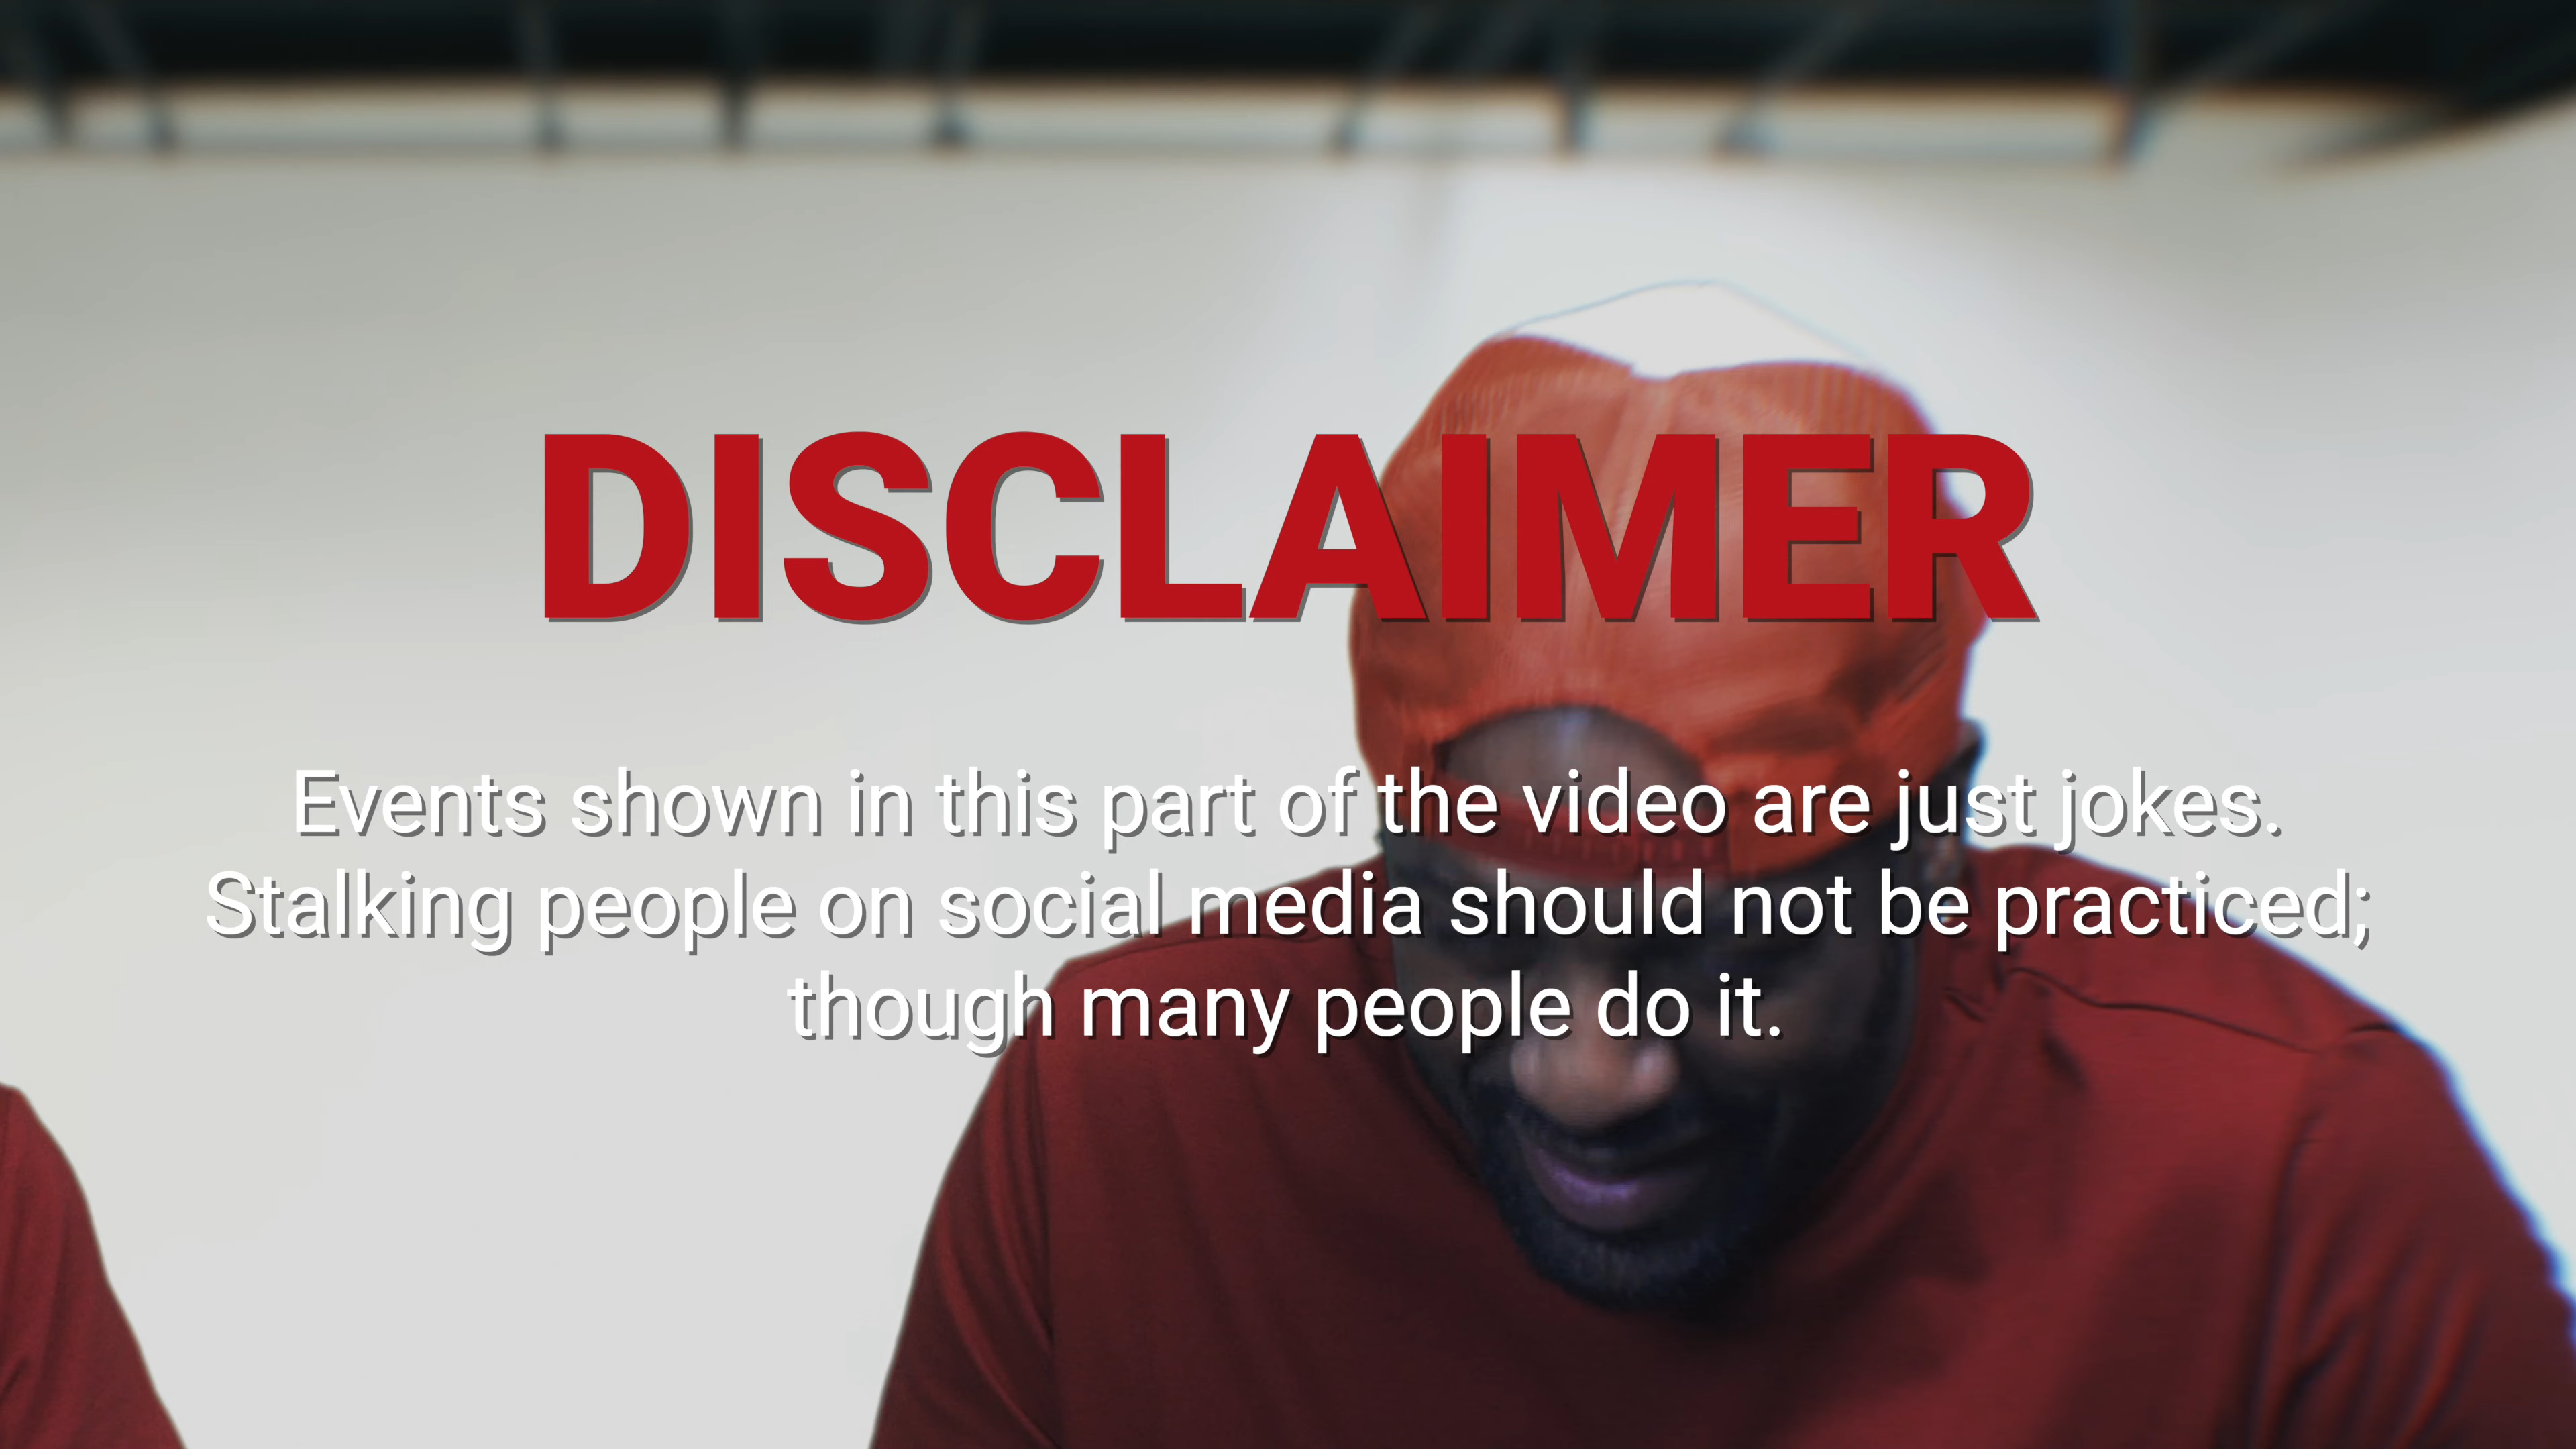 DISCLAIMER
Events shown in this part of the video are just jokes.
Stalking people on social media should not be practiced;
though many people do it.